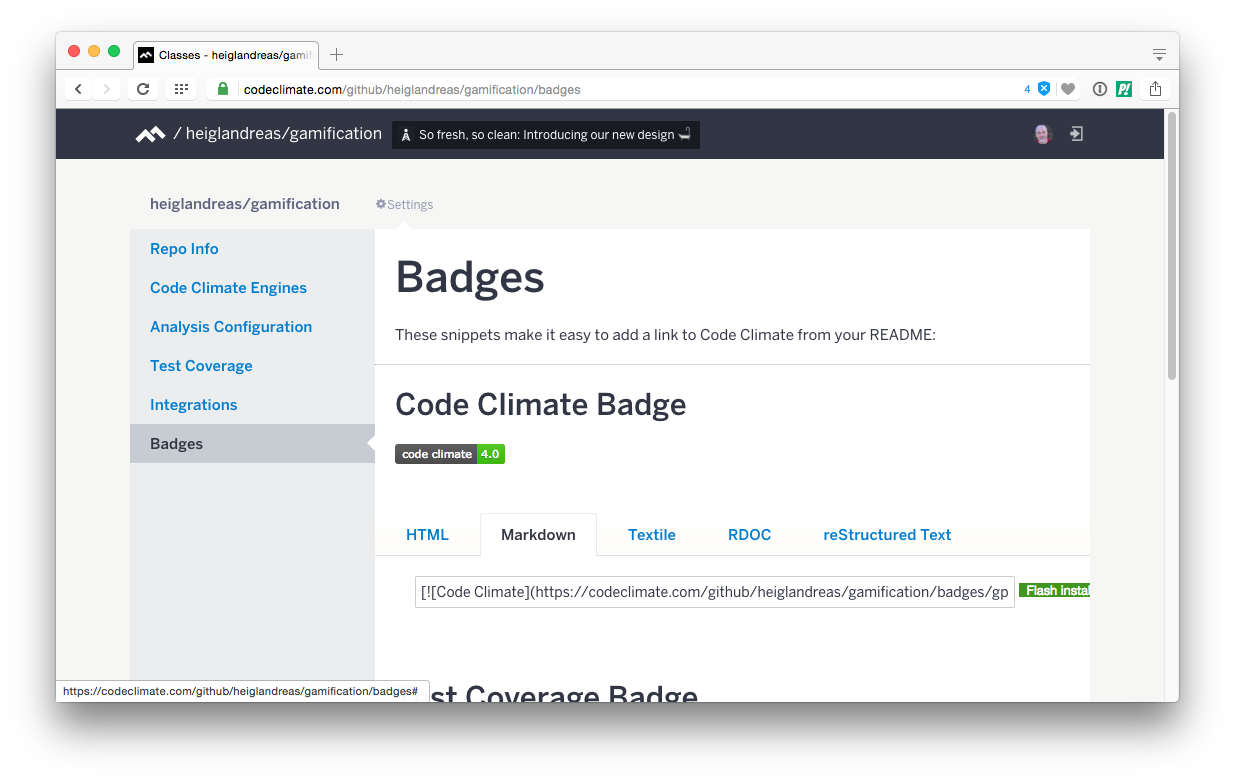 Classes - heiglandreas/gamif
codeclimate.com/github/heiglandreas/gamification/badges
4
/ heiglandreas/gamification
So fresh, so clean: Introducing our new design
heiglandreas/gamification
Settings
Repo Info
Code Climate Engines
Analysis Configuration
Test Coverage
Integrations
Badges
Badges
These snippets make it easy to add a link to Code Climate from your README:
Code Climate Badge
code climate 4.0
HTML Markdown Textile RDOC reStructured Text
[![Code Climate](https://codeclimate.com/github/heiglandreas/gamification/badges/gp
Flash instal
st Coverage Badge
https://codeclimate.com/github/heiglandreas/gamification/badges#